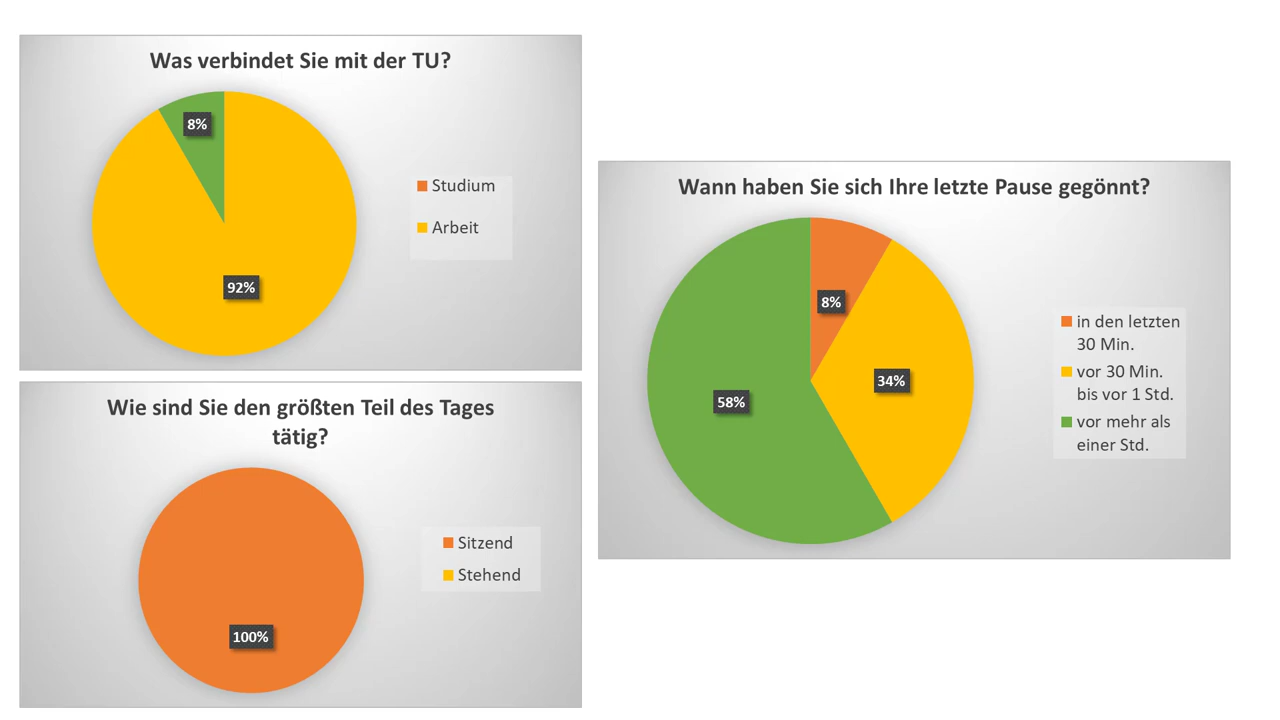 Was verbindet Sie mit der TU?
8%
92%
Studium
Arbeit
Wie sind Sie den größten Teil des Tages
tätig?
100%
Sitzend
Stehend
Wann haben Sie sich Ihre letzte Pause gegönnt?
8%
34%
58%
in den letzten
30 Min.
vor 30 Min.
bis vor 1 Std.
vor mehr als
einer Std.